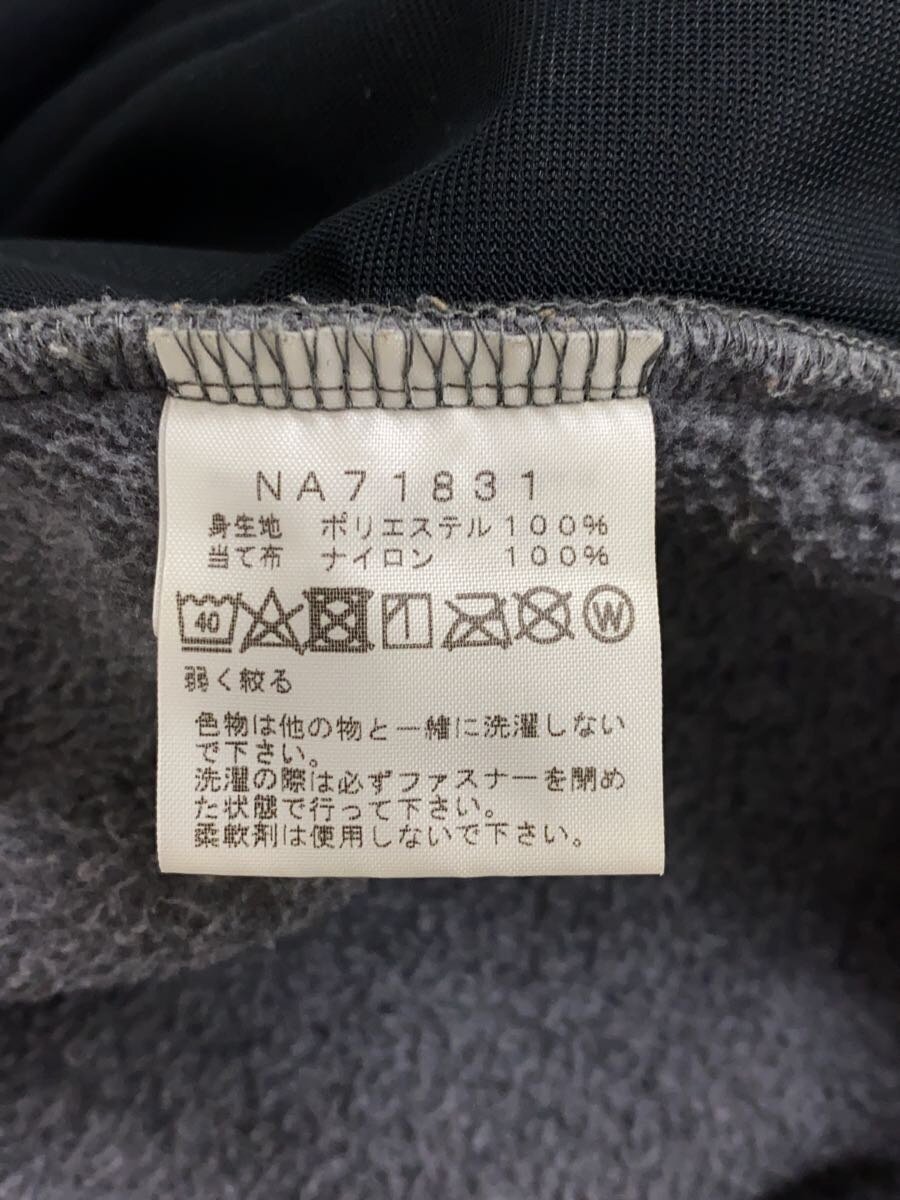 NA71831
身生地 ポリエステル100%
当て布 ナイロン 100%
40 W
弱く絞る
色物は他の物と一緒に洗濯しない
で下さい。
洗濯の際は必ずファスナーを閉め
た状態で行って下さい。
柔軟剤は使用しないで下さい。